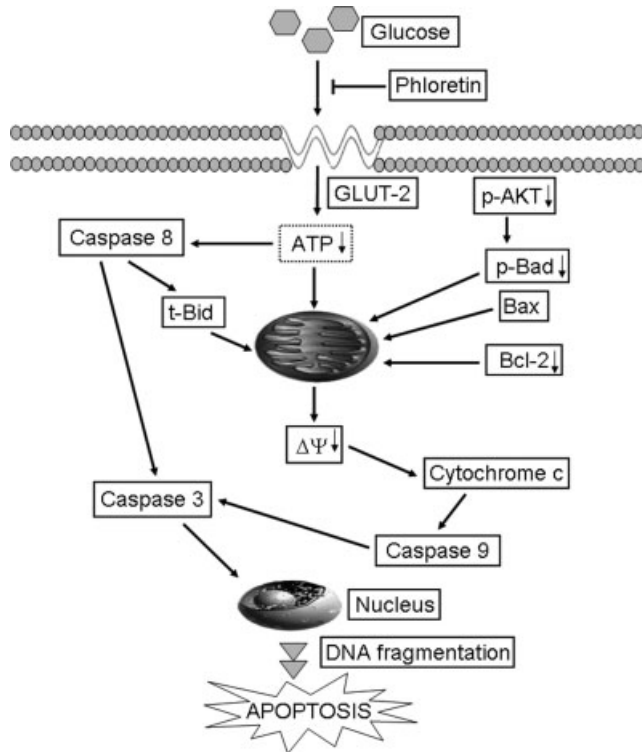 Glucose
Phloretin
GLUT-2
p-AKT↓
Caspase 8
ATP↓
p-Bad↓
t-Bid
Bax
Bcl-2↓
ΔΨ↓
Cytochrome c
Caspase 3
Caspase 9
Nucleus
DNA fragmentation
APOPTOSIS